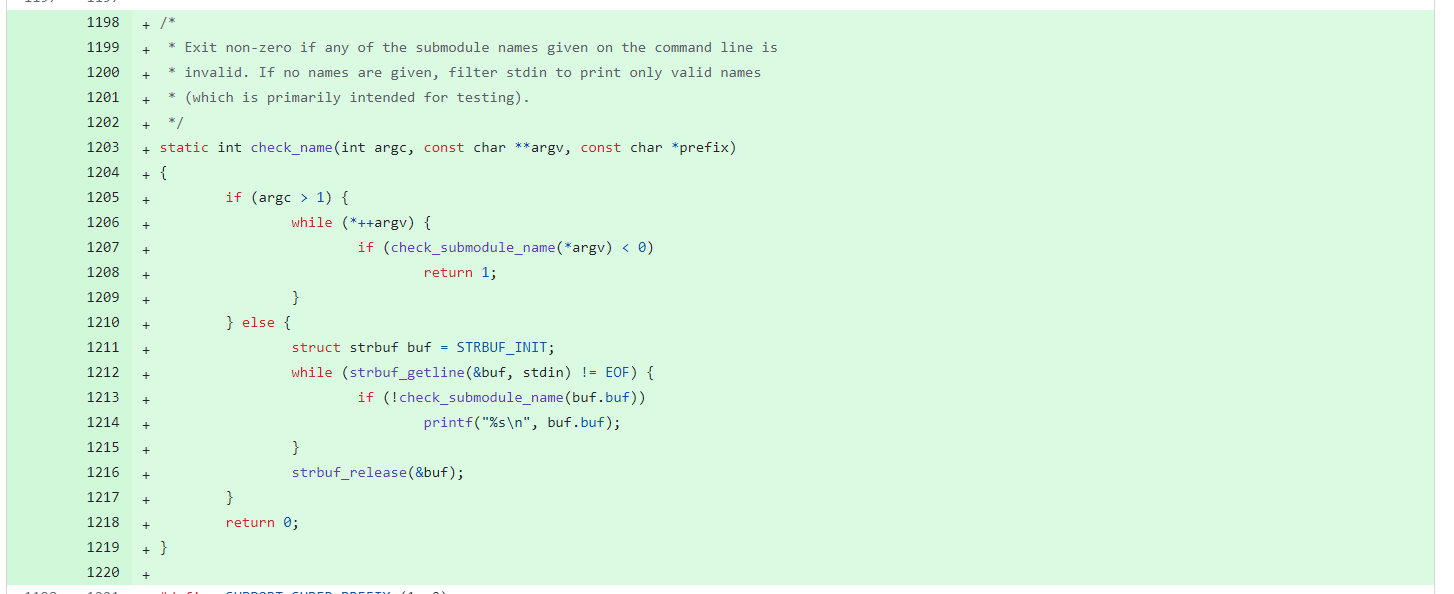 1198 + /*
1199 +  * Exit non-zero if any of the submodule names given on the command line is
1200 +  * invalid. If no names are given, filter stdin to print only valid names
1201 +  * (which is primarily intended for testing).
1202 +  */
1203 + static int check_name(int argc, const char **argv, const char *prefix)
1204 + {
1205 +         if (argc > 1) {
1206 +                 while (*++argv) {
1207 +                         if (check_submodule_name(*argv) < 0)
1208 +                                 return 1;
1209 +                 }
1210 +         } else {
1211 +                 struct strbuf buf = STRBUF_INIT;
1212 +                 while (strbuf_getline(&buf, stdin) != EOF) {
1213 +                         if (!check_submodule_name(buf.buf))
1214 +                                 printf("%s\n", buf.buf);
1215 +                 }
1216 +                 strbuf_release(&buf);
1217 +         }
1218 +         return 0;
1219 + }
1220 +